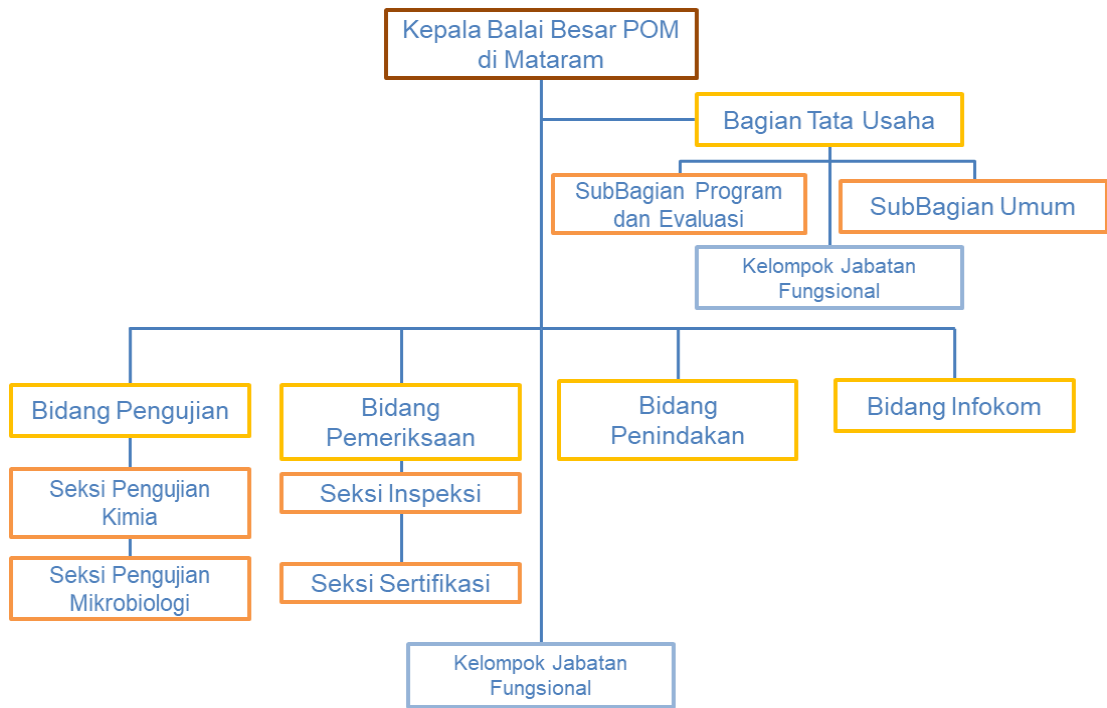 Kepala Balai Besar POM
di Mataram
Bagian Tata Usaha
SubBagian Program
dan Evaluasi
SubBagian Umum
Kelompok Jabatan
Fungsional
Bidang Pengujian
Bidang
Pemeriksaan
Bidang
Penindakan
Bidang Infokom
Seksi Pengujian
Kimia
Seksi Inspeksi
Seksi Pengujian
Mikrobiologi
Seksi Sertifikasi
Kelompok Jabatan
Fungsional